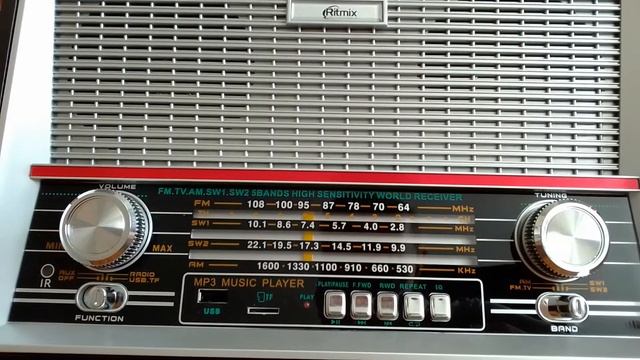 Ritmix
VOLUME
FM.TV.AM.SW1.SW2 5BANDS HIGH SENSITIVITY WORLD RECEIVER
TUNING
FM 108 100 95 87 78 70 64 MHz
SW1 10.1 8.6 7.4 5.7 4.0 2.8 MHz
SW2 22.1 19.5 17.3 14.5 11.9 9.9 MHz
AM 1600 1330 1100 910 660 530 KHz
MIN MAX
IR
AUX RADIO
OFF USB.TF
FUNCTION
MP3 MUSIC PLAYER
USB
TF
PLAY
PLAY/PAUSE F.FWD RWD REPEAT
AM SW1
FM.TV SW2
BAND